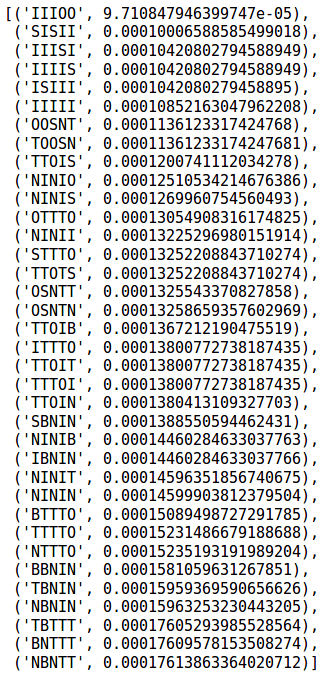 [('IIIOO', 9.710847946399747e-05),
('SISII', 0.00010006588585499018),
('IIISI', 0.00010420802794588949),
('IIIIS', 0.00010420802794588949),
('ISIII', 0.0001042080279458895),
('IIIII', 0.00010852163047962208),
('OOSNT', 0.0001136123317424768),
('TOOSN', 0.00011361233174247681),
('TTOIS', 0.0001200741112034278),
('NINIO', 0.00012510534214676386),
('NINIS', 0.0001269960754560493),
('OTTTO', 0.00013054908316174825),
('NINII', 0.00013225296980151914),
('STTTO', 0.00013252208843710274),
('TTOTS', 0.00013252208843710274),
('OSNTT', 0.0001325543370827858),
('OSNTN', 0.00013258659357602969),
('TTOIB', 0.0001367212190475519),
('ITTTO', 0.00013800772738187435),
('TTOIT', 0.00013800772738187435),
('TTTOI', 0.00013800772738187435),
('TTOIN', 0.0001380413109327703),
('SBNIN', 0.0001388550594462431),
('NINIB', 0.00014460284633037763),
('IBNIN', 0.00014460284633037766),
('NINIT', 0.00014596351856740675),
('NININ', 0.00014599903812379504),
('BTTTO', 0.00015089498727291785),
('TTTTO', 0.00015231486679188688),
('NTTTO', 0.00015235193191989204),
('BBNIN', 0.0001581059631267851),
('TBNIN', 0.00015959369590656626),
('NBNIN', 0.00015963253230443205),
('TBTTT', 0.00017605293985528564),
('BNTTT', 0.00017609578153508274),
('NBNTT', 0.00017613863364020712)]